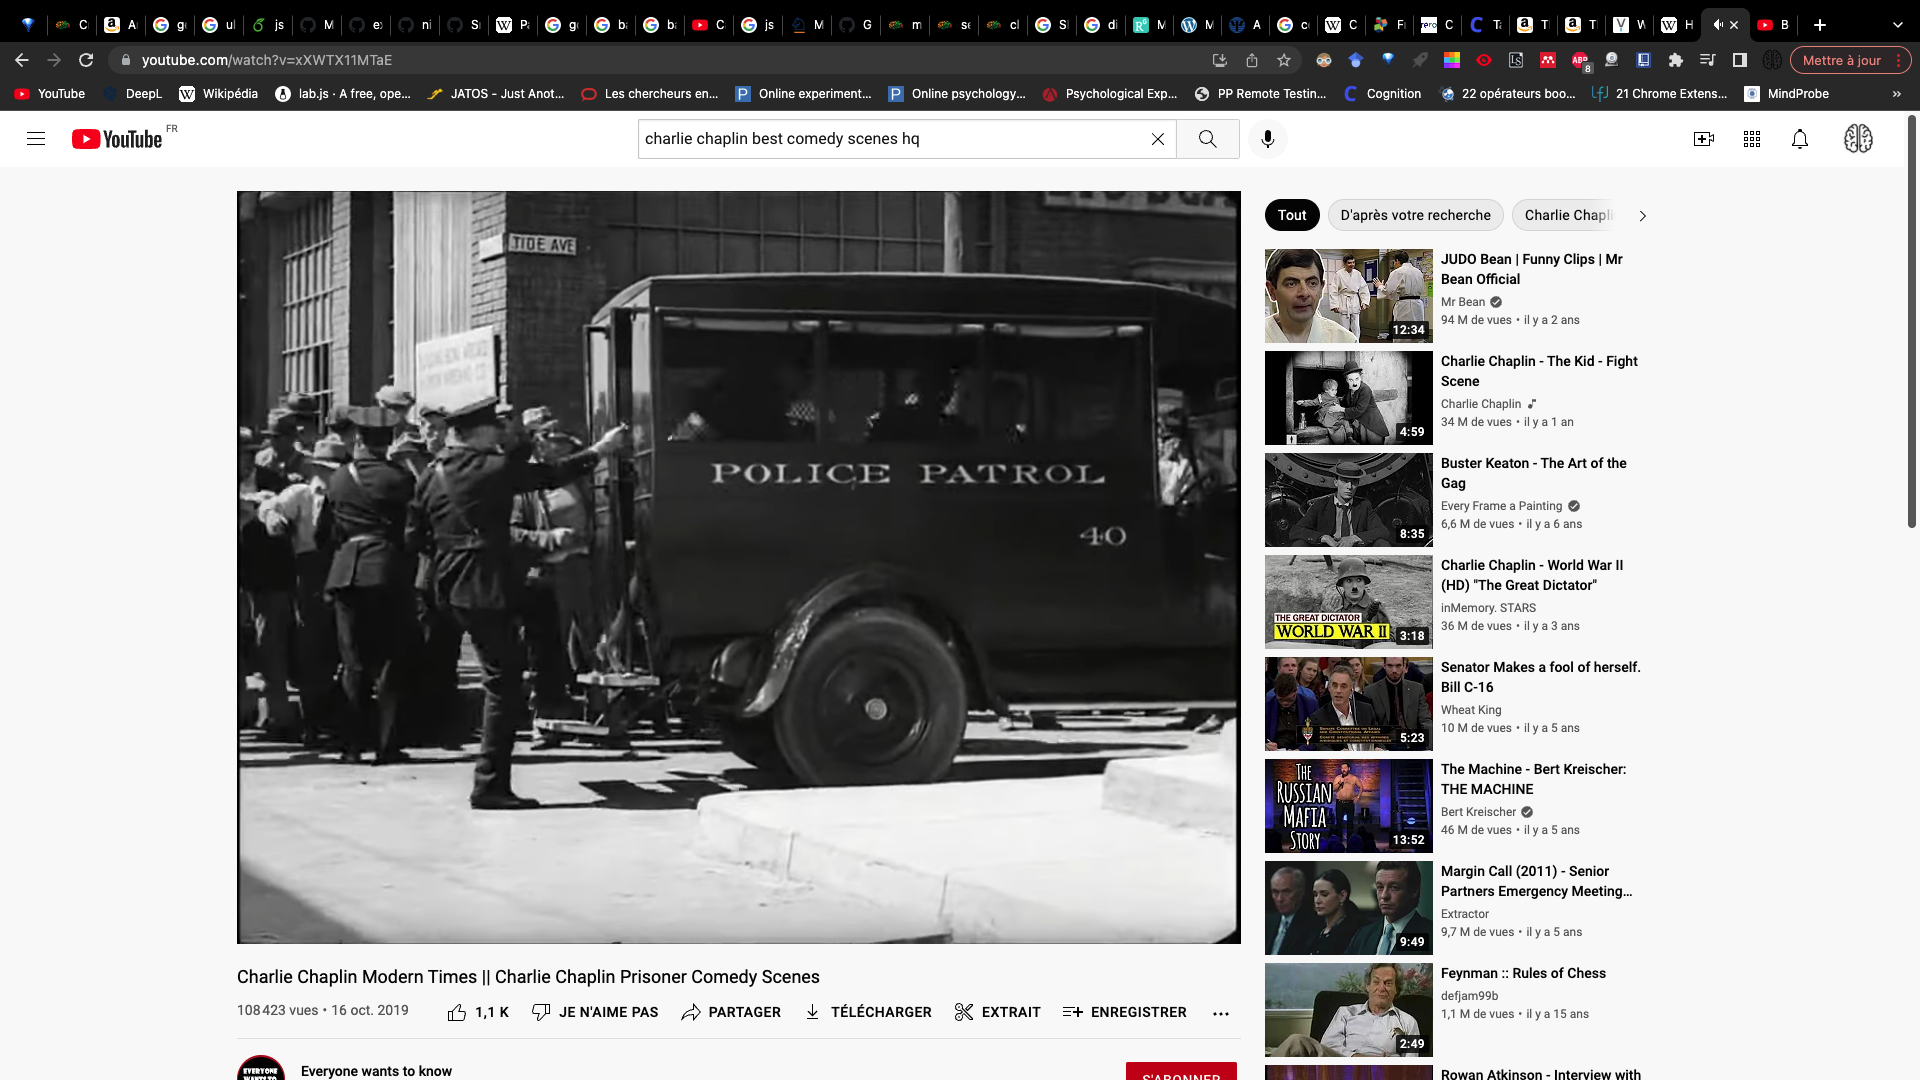 youtube.com/watch?v=xXWTX11MTaE
Mettre à jour
YouTube
DeepL
Wikipédia
lab.js · A free, ope...
JATOS - Just Anot...
Les chercheurs en...
Online experiment...
Online psychology...
Psychological Exp...
PP Remote Testin...
Cognition
22 opérateurs boo...
21 Chrome Extens...
MindProbe
»
YouTube FR
charlie chaplin best comedy scenes hq
TIDE AVE
POLICE PATROL
40
Charlie Chaplin Modern Times || Charlie Chaplin Prisoner Comedy Scenes
108 423 vues • 16 oct. 2019
1,1 K
JE N'AIME PAS
PARTAGER
TÉLÉCHARGER
EXTRAIT
ENREGISTRER
Everyone wants to know
S'ABONNER
Tout
D'après votre recherche
Charlie Chapli
JUDO Bean | Funny Clips | Mr
Bean Official
Mr Bean
94 M de vues • il y a 2 ans
12:34
Charlie Chaplin - The Kid - Fight
Scene
Charlie Chaplin
34 M de vues • il y a 1 an
4:59
Buster Keaton - The Art of the
Gag
Every Frame a Painting
6,6 M de vues • il y a 6 ans
8:35
Charlie Chaplin - World War II
(HD) "The Great Dictator"
inMemory. STARS
36 M de vues • il y a 3 ans
THE GREAT DICTATOR
WORLD WAR II
3:18
Senator Makes a fool of herself.
Bill C-16
Wheat King
10 M de vues • il y a 5 ans
5:23
The Machine - Bert Kreischer:
THE MACHINE
Bert Kreischer
46 M de vues • il y a 5 ans
THE
RUSSIAN
MAFIA
STORY
13:52
Margin Call (2011) - Senior
Partners Emergency Meeting...
Extractor
9,7 M de vues • il y a 5 ans
9:49
Feynman :: Rules of Chess
defjam99b
1,1 M de vues • il y a 15 ans
2:49
Rowan Atkinson - Interview with